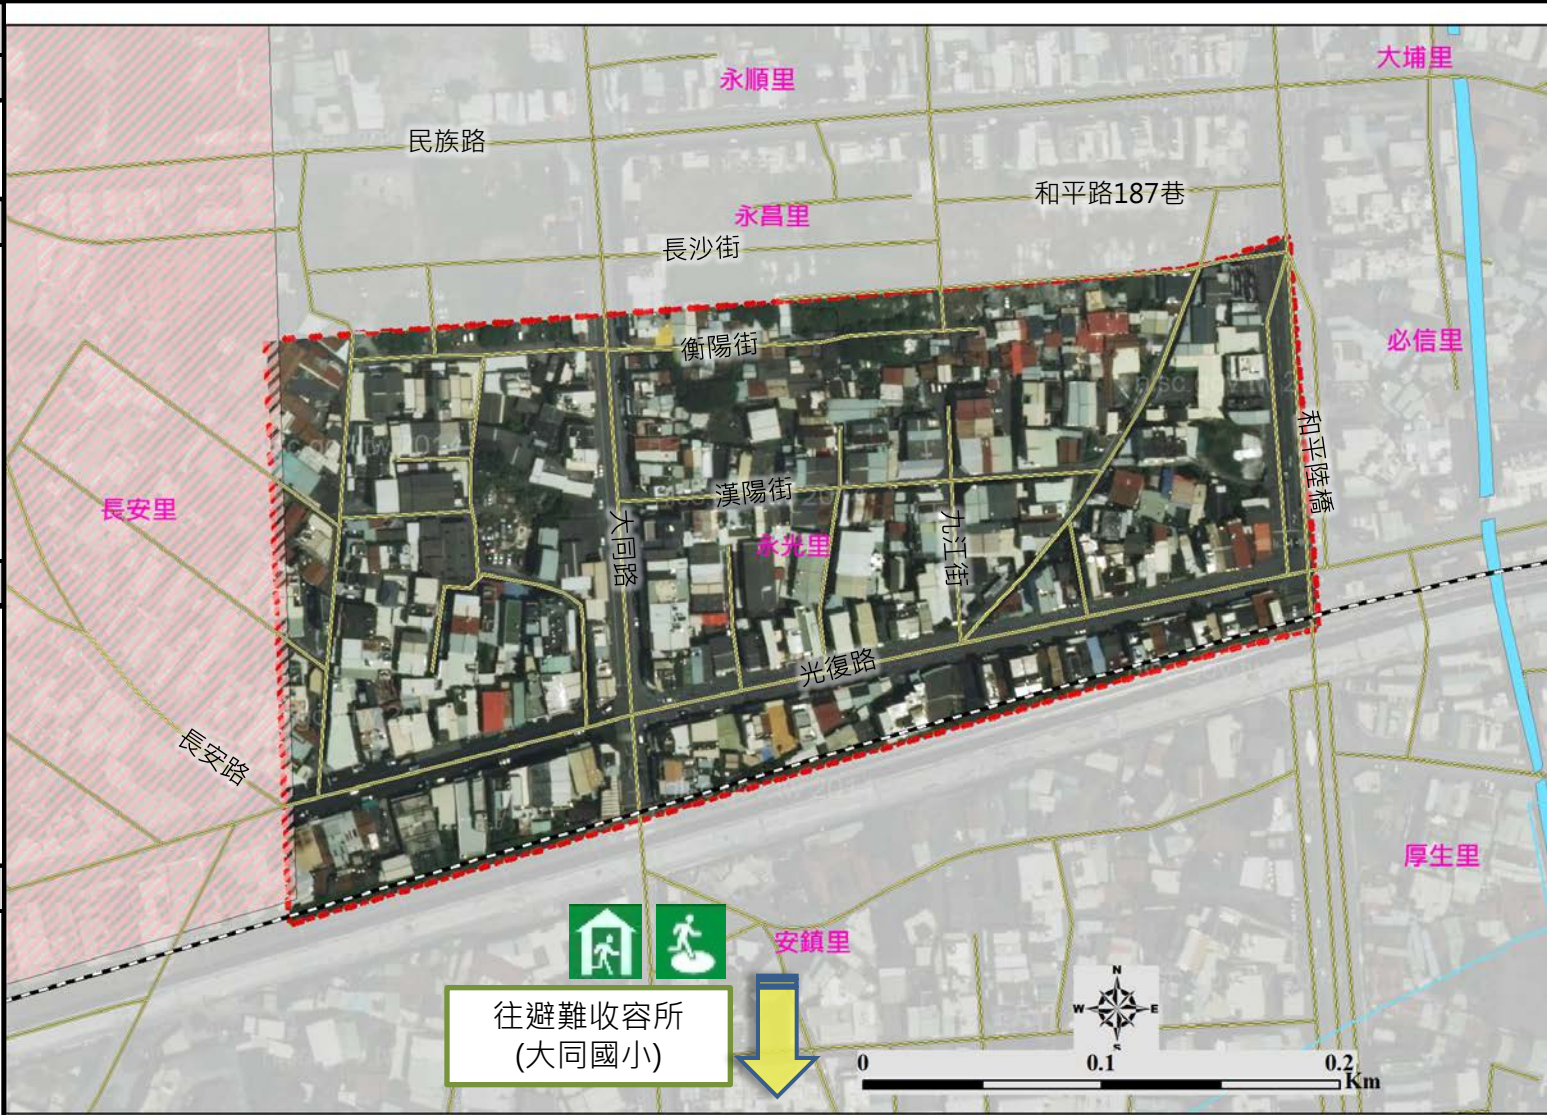 大埔里
永順里
民族路
和平路187巷
永昌里
長沙街
衡陽街
必信里
和平陸橋
長安里
漢陽街
大同路
永光里
九江街
光復路
長安路
厚生里
安鎮里
往避難收容所
(大同國小)
N
W
E
S
0
0.1
0.2
Km